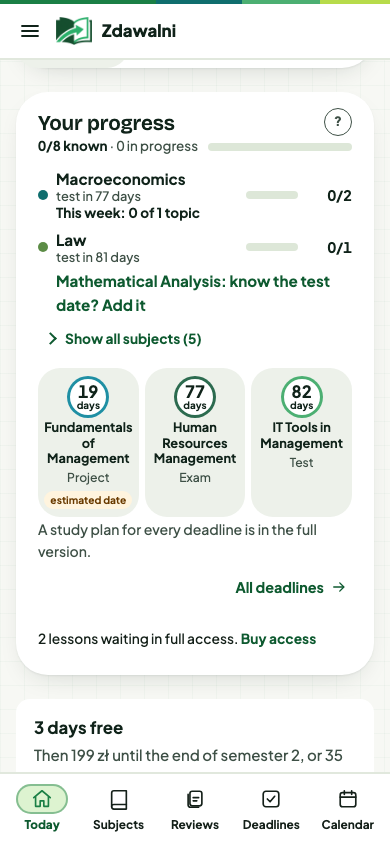 Zdawalni
Your progress
?
0/8 known · 0 in progress
Macroeconomics
test in 77 days
This week: 0 of 1 topic
0/2
Law
test in 81 days
0/1
Mathematical Analysis: know the test
date? Add it
Show all subjects (5)
19
days
Fundamentals
of
Management
Project
estimated date
77
days
Human
Resources
Management
Exam
82
days
IT Tools in
Management
Test
A study plan for every deadline is in the full
version.
All deadlines
2 lessons waiting in full access. Buy access
3 days free
Then 199 zł until the end of semester 2, or 35
Today
Subjects
Reviews
Deadlines
Calendar